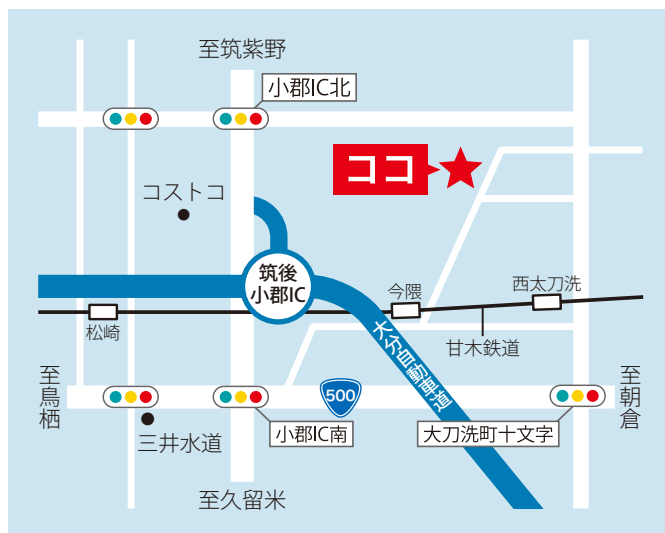 至筑紫野
小郡IC北
ココ
コストコ
筑後
小郡IC
今隈
西太刀洗
松崎
甘木鉄道
大分自動車道
至鳥栖
至朝倉
500
三井水道
小郡IC南
大刀洗町十文字
至久留米